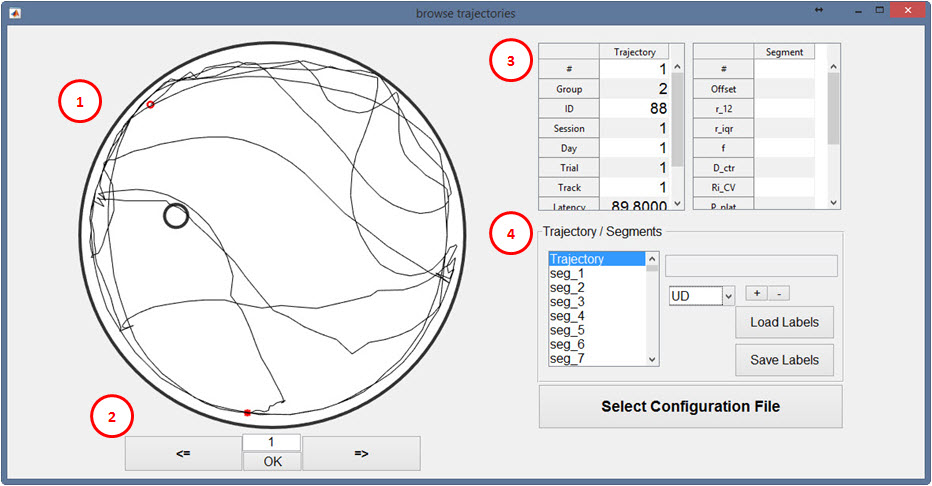 browse trajectories
1
2
<=
1
OK
=>
3
Trajectory
# 1
Group 2
ID 88
Session 1
Day 1
Trial 1
Track 1
Latency 89.8000
Segment
#
Offset
r_12
r_iqr
f
D_ctr
Ri_CV
P_plat
4
Trajectory / Segments
Trajectory
seg_1
seg_2
seg_3
seg_4
seg_5
seg_6
seg_7
UD
+ -
Load Labels
Save Labels
Select Configuration File